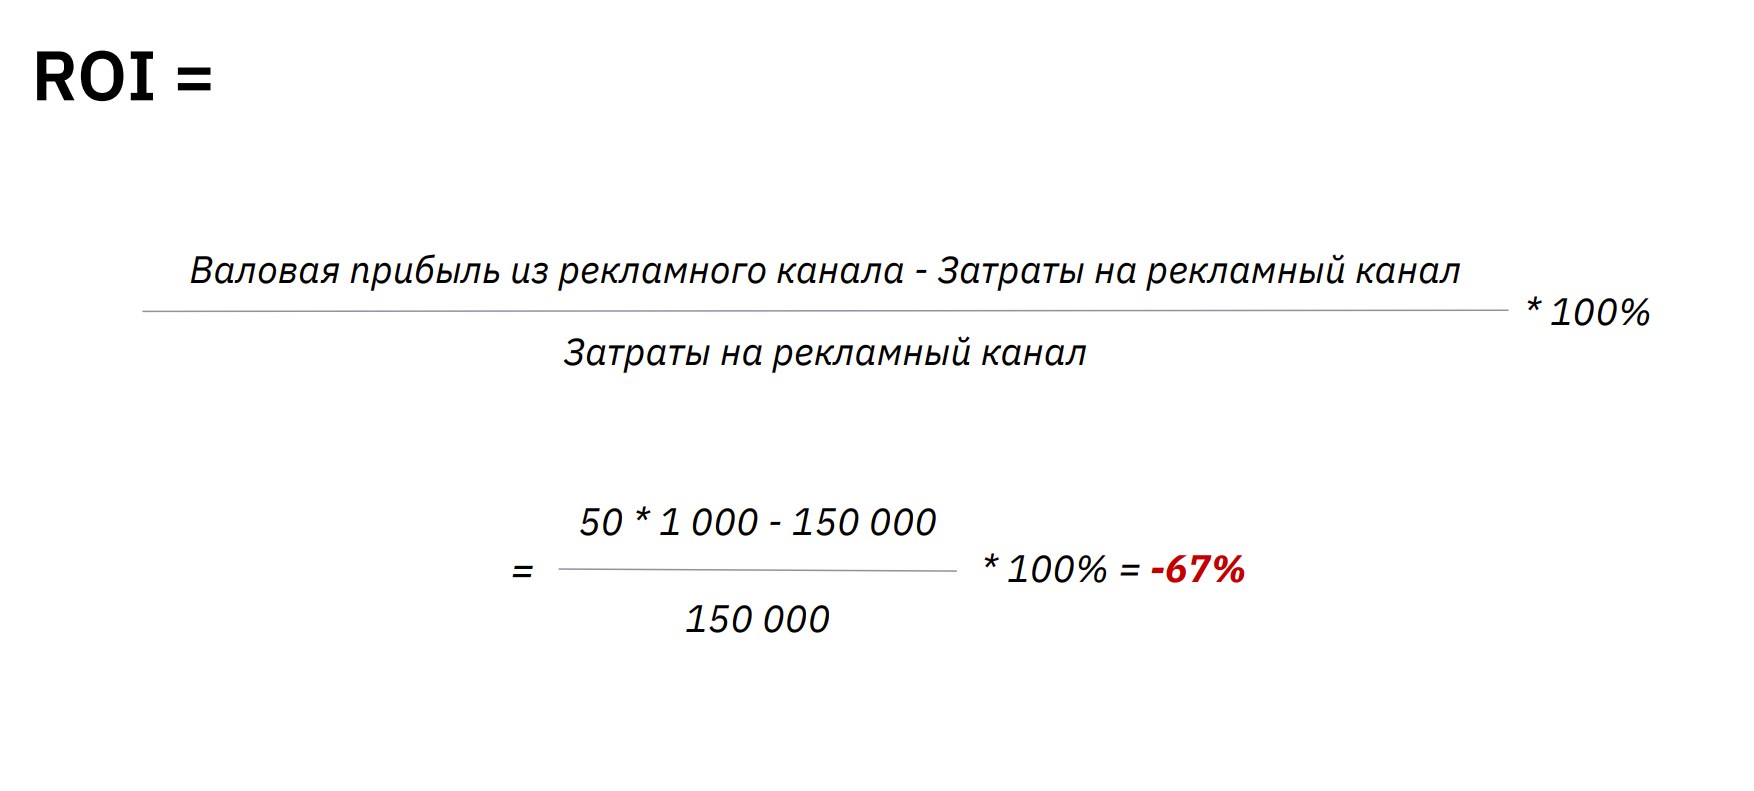 ROI =
Валовая прибыль из рекламного канала - Затраты на рекламный канал
* 100%
Затраты на рекламный канал
50 * 1 000 - 150 000
= * 100% = -67%
150 000